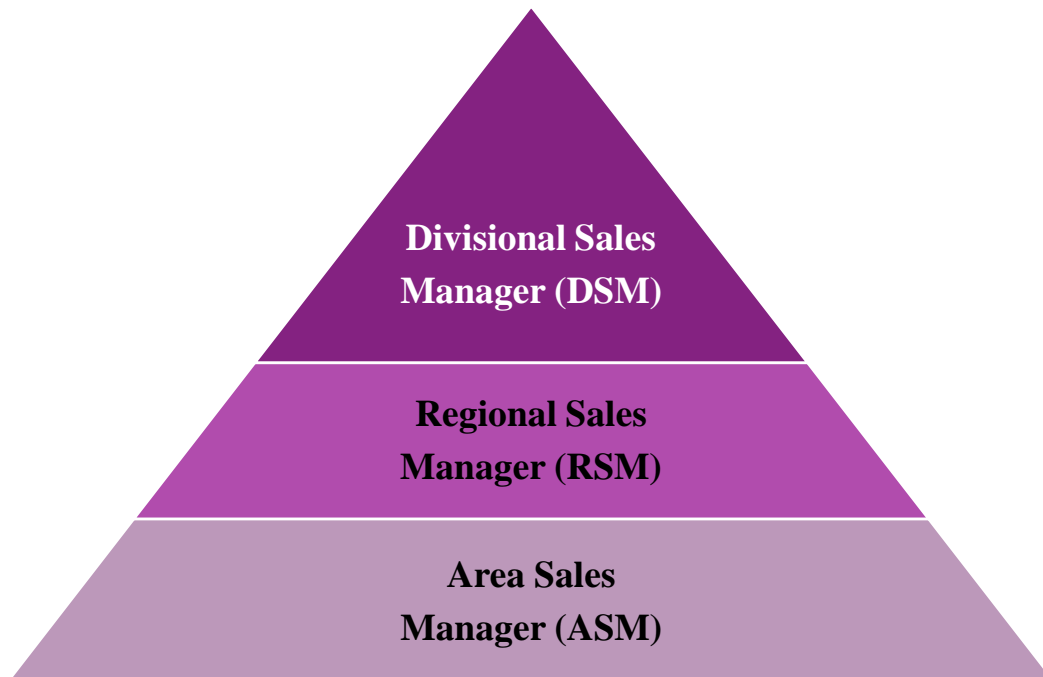 Divisional Sales
Manager (DSM)
Regional Sales
Manager (RSM)
Area Sales
Manager (ASM)